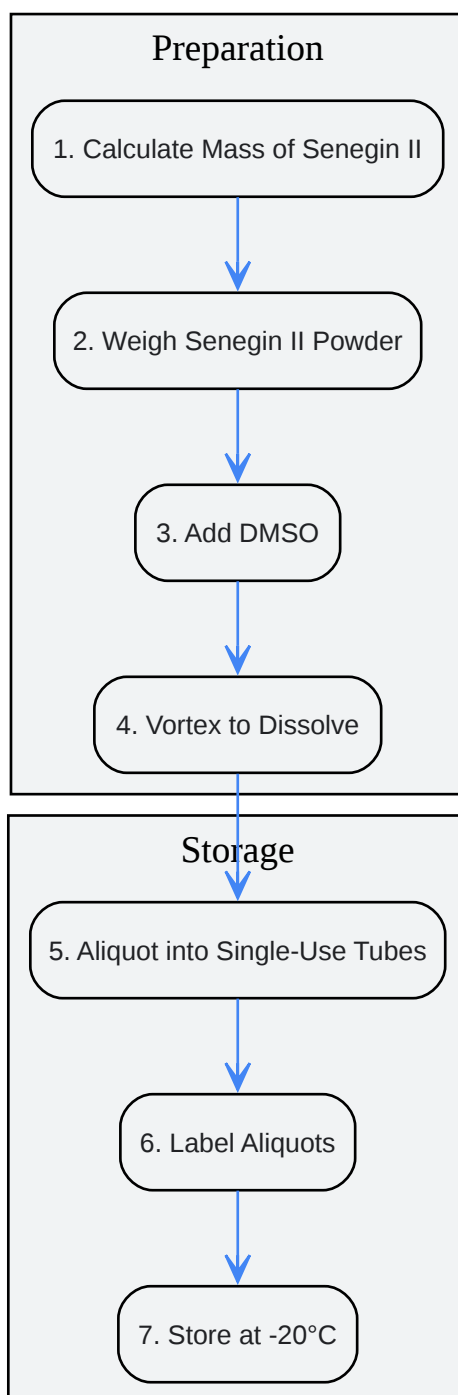 Preparation
1. Calculate Mass of Senegin II
2. Weigh Senegin II Powder
3. Add DMSO
4. Vortex to Dissolve
Storage
5. Aliquot into Single-Use Tubes
6. Label Aliquots
7. Store at -20°C